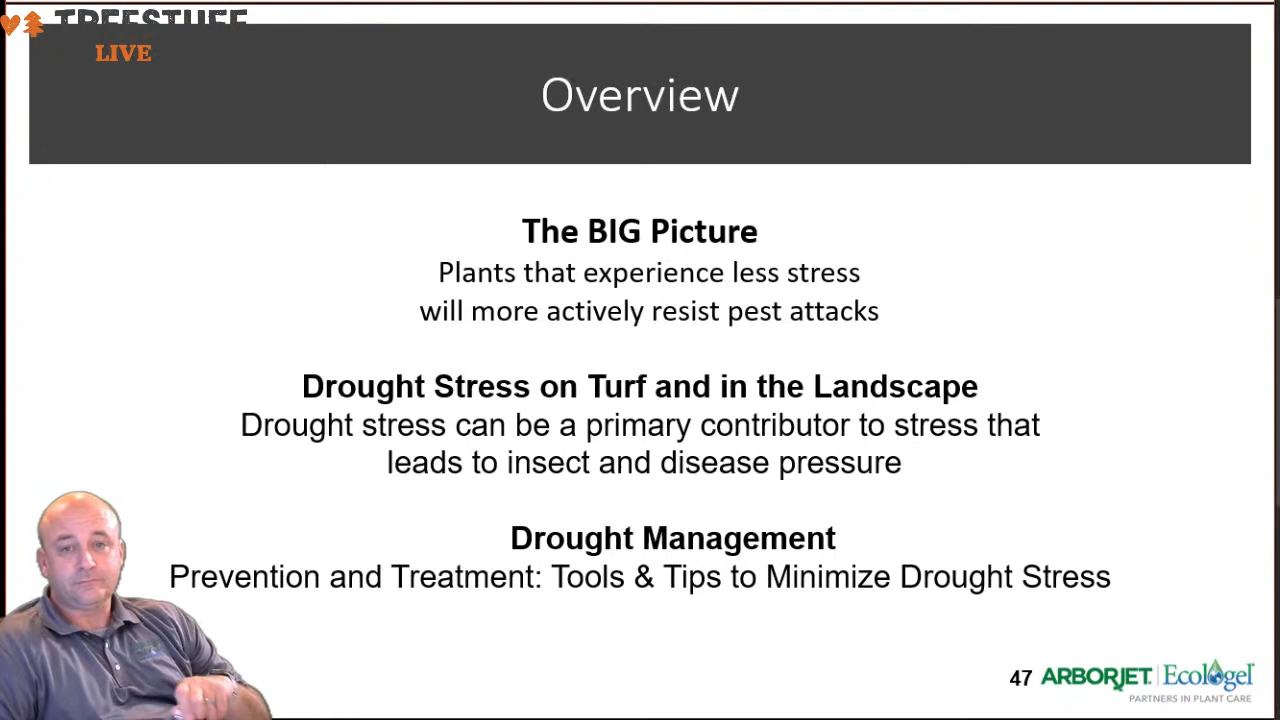 TREESTUFF
LIVE
Overview
The BIG Picture
Plants that experience less stress
will more actively resist pest attacks
Drought Stress on Turf and in the Landscape
Drought stress can be a primary contributor to stress that
leads to insect and disease pressure
Drought Management
Prevention and Treatment: Tools & Tips to Minimize Drought Stress
47 ARBORJET Ecologel
PARTNERS IN PLANT CARE